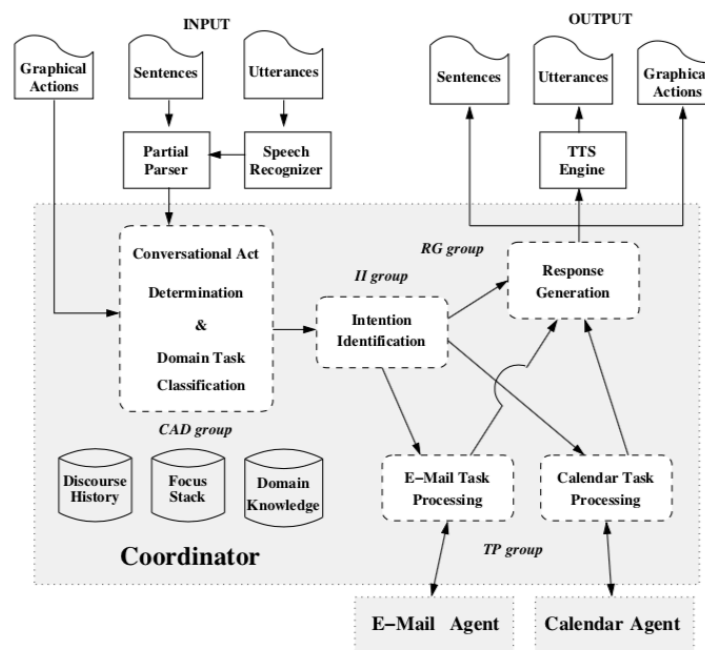 INPUT
OUTPUT
Graphical
Actions
Sentences
Utterances
Sentences
Utterances
Graphical
Actions
Partial
Parser
Speech
Recognizer
TTS
Engine
Conversational Act
Determination
&
Domain Task
Classification
CAD group
II group
Intention
Identification
RG group
Response
Generation
Discourse
History
Focus
Stack
Domain
Knowledge
E-Mail Task
Processing
Calendar Task
Processing
Coordinator
TP group
E-Mail Agent
Calendar Agent